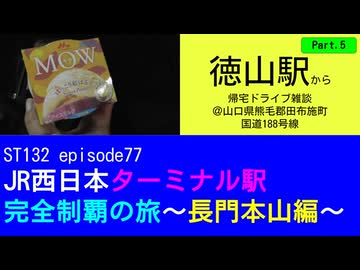 MOW
Part.5
徳山駅から
帰宅ドライブ雑談
@山口県熊毛郡田布施町
国道188号線
ST132 episode77
JR西日本ターミナル駅
完全制覇の旅～長門本山編～